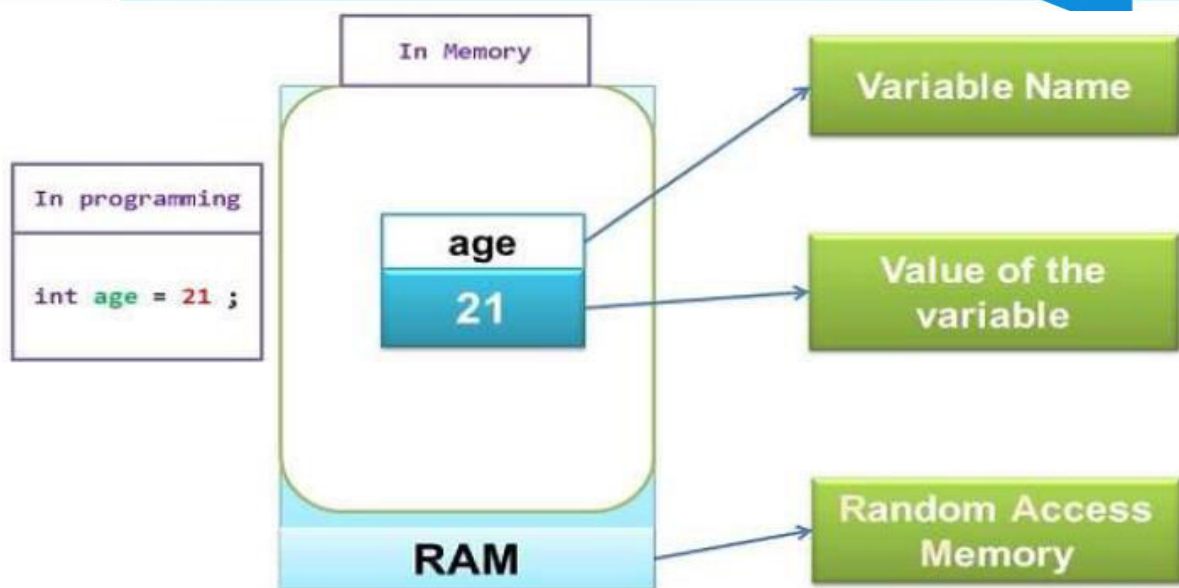 In Memory
Variable Name
In programming
int age = 21 ;
age
21
Value of the
variable
RAM
Random Access
Memory